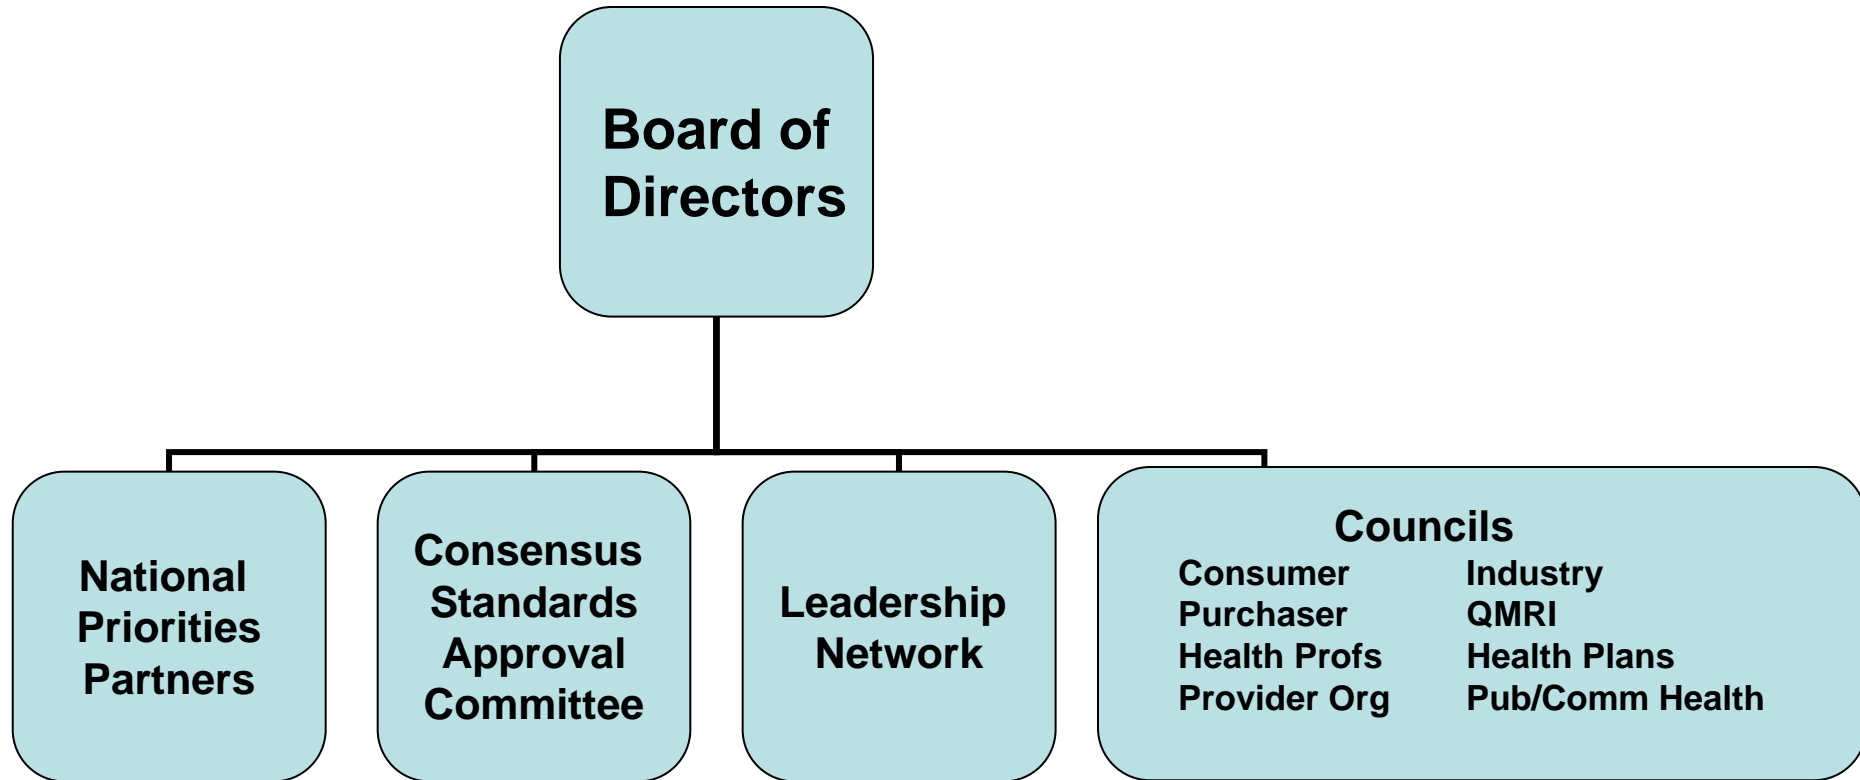 Board of
Directors
National
Priorities
Partners
Consensus
Standards
Approval
Committee
Leadership
Network
Councils
Consumer Industry
Purchaser QMRI
Health Profs Health Plans
Provider Org Pub/Comm Health